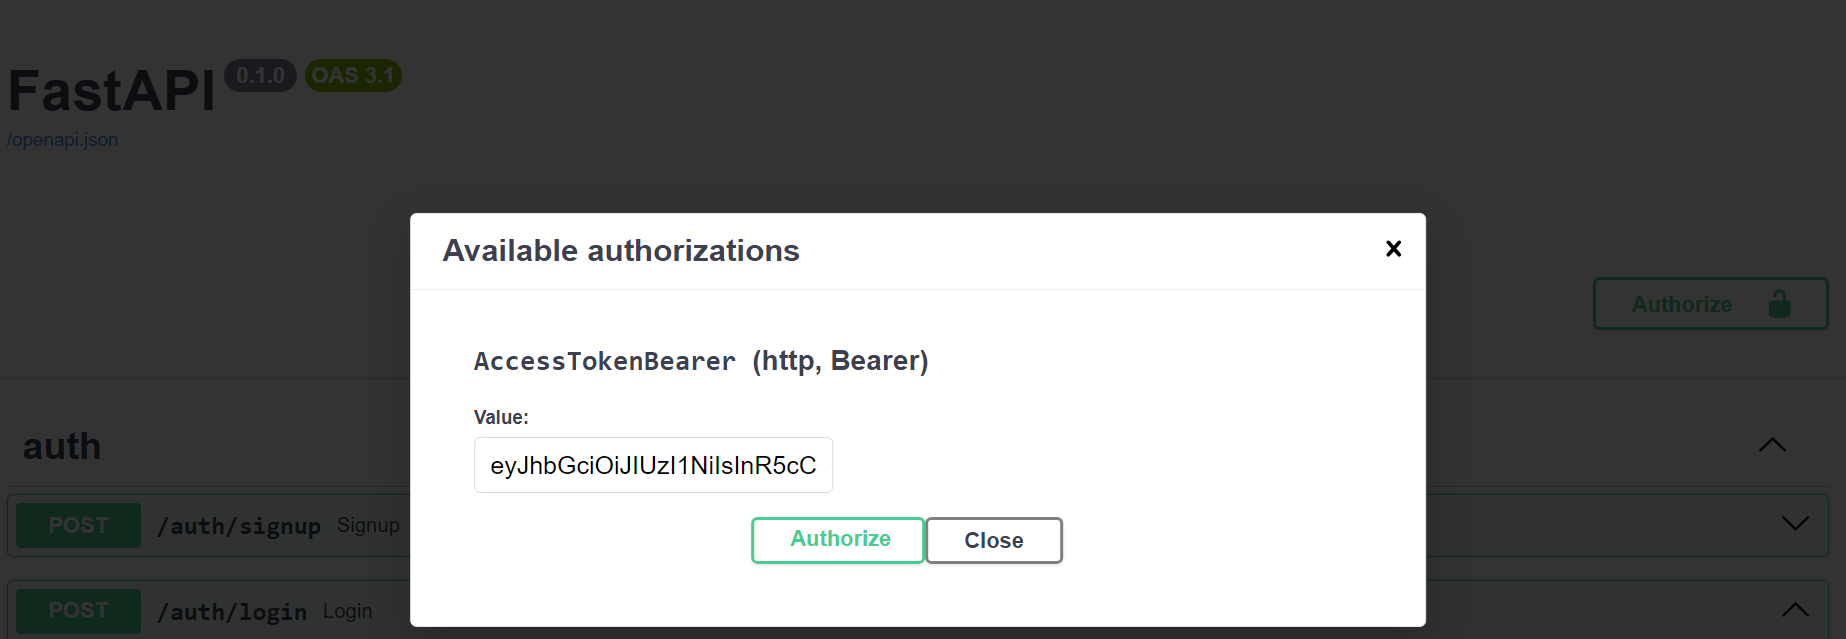 FastAPI 0.1.0 OAS 3.1
/openapi.json
Available authorizations
Authorize
AccessTokenBearer (http, Bearer)
Value:
eyJhbGciOiJIUzI1NiIsInR5cC
Authorize Close
auth
POST /auth/signup Signup
POST /auth/login Login